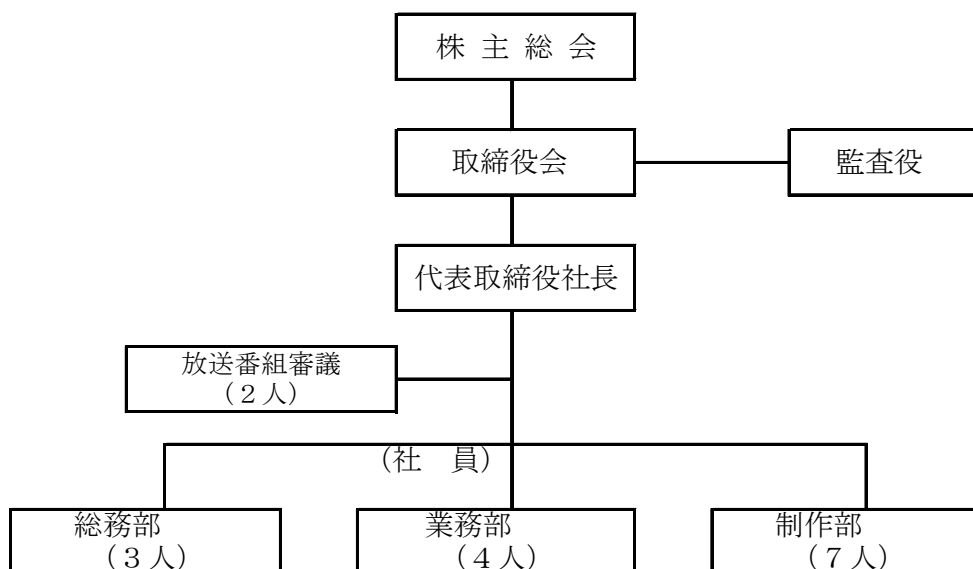 株 主 総 会
取締役会
監査役
代表取締役社長
放送番組審議
(２人)
(社　員)
総務部
(３人)
業務部
(４人)
制作部
(７人)